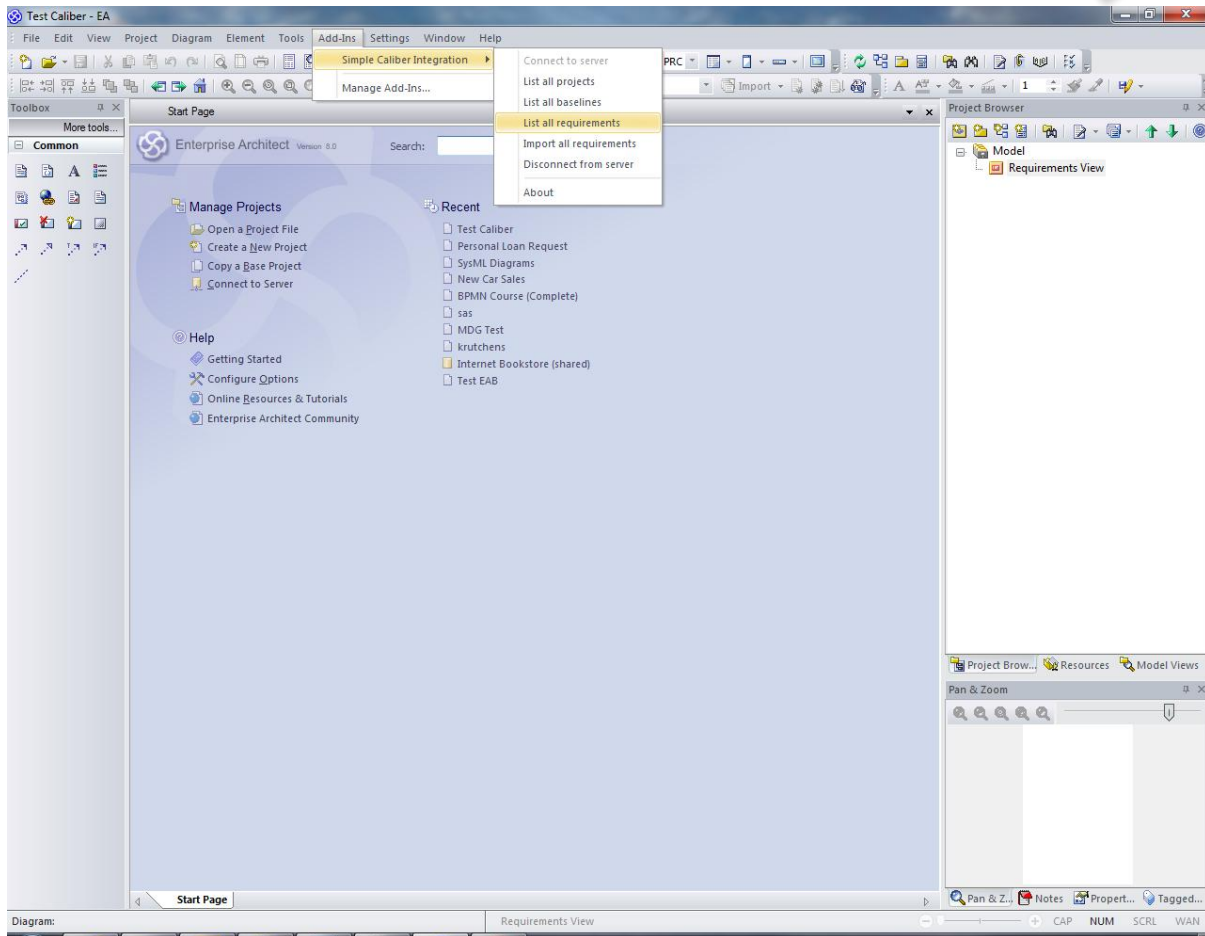 Test Caliber - EA
File Edit View Project Diagram Element Tools Add-Ins Settings Window Help
Simple Caliber Integration
Manage Add-Ins...
Connect to server
List all projects
List all baselines
List all requirements
Import all requirements
Disconnect from server
About
PRC
Import
1
Toolbox
More tools...
Common
Start Page
Enterprise Architect Version 8.0 Search:
Manage Projects
Open a Project File
Create a New Project
Copy a Base Project
Connect to Server
Help
Getting Started
Configure Options
Online Resources & Tutorials
Enterprise Architect Community
Recent
Test Caliber
Personal Loan Request
SysML Diagrams
New Car Sales
BPMN Course (Complete)
sas
MDG Test
krutchens
Internet Bookstore (shared)
Test EAB
Project Browser
Model
Requirements View
Project Brow... Resources Model Views
Pan & Zoom
Pan & Z... Notes Propert... Tagged...
Start Page
Diagram: Requirements View CAP NUM SCRL WAN